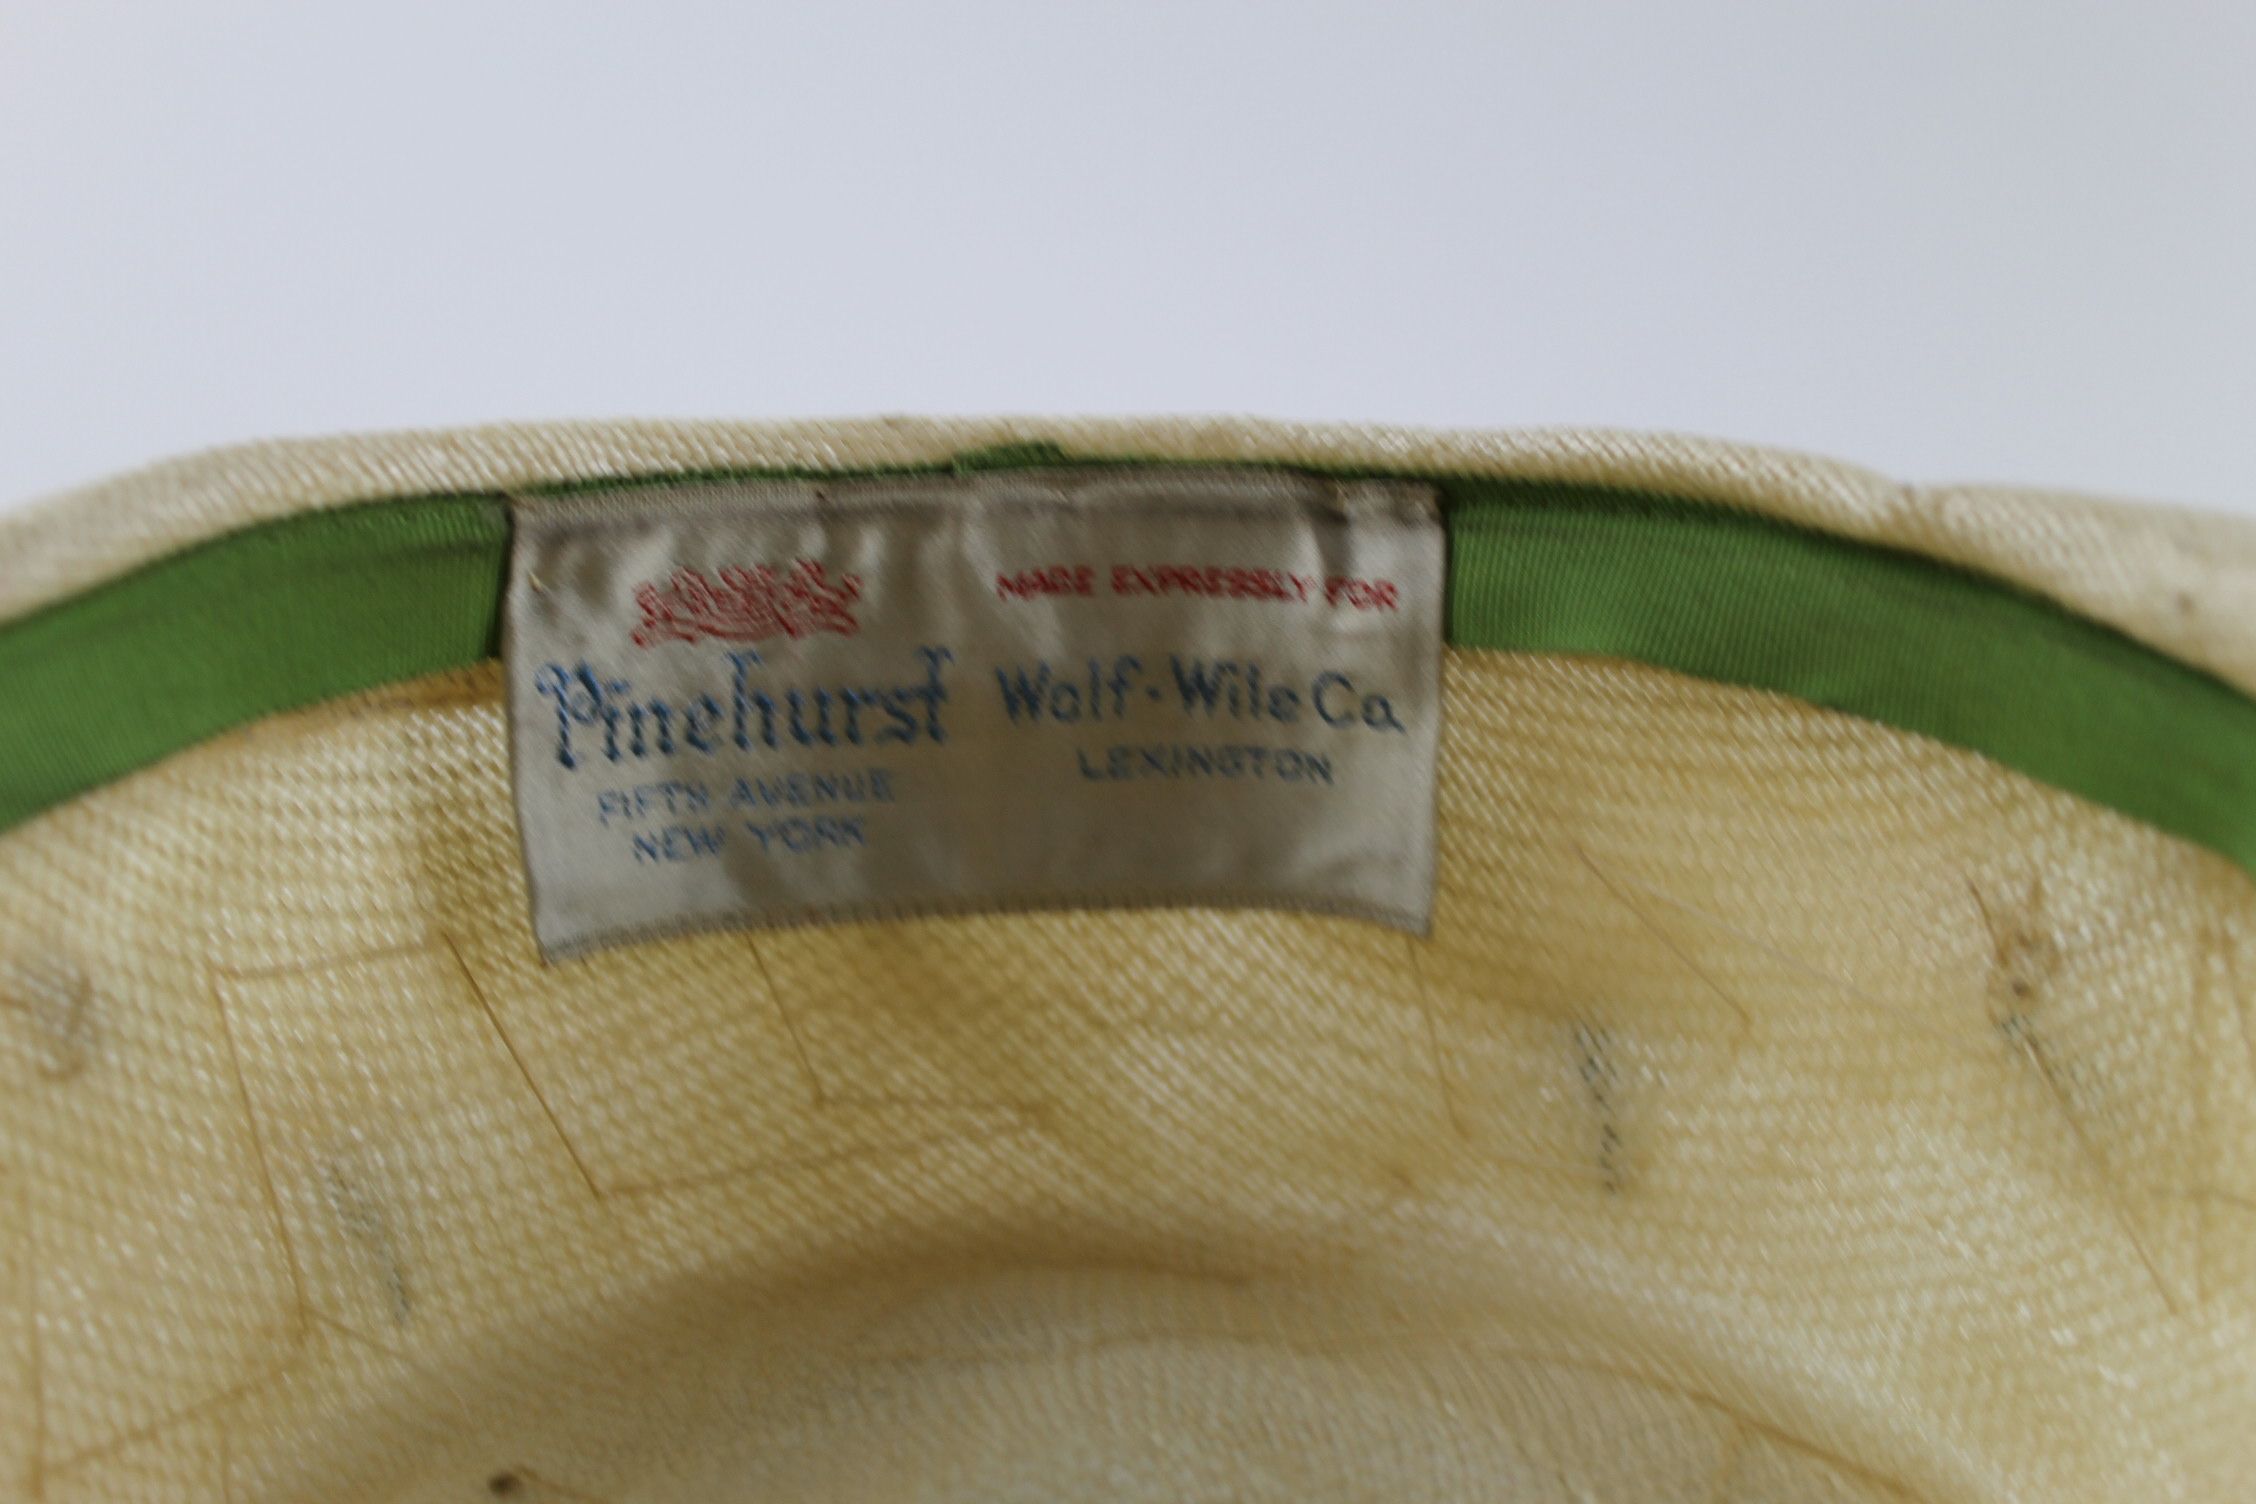 Pinehurst
FIFTH AVENUE
NEW YORK
MADE EXPRESSLY FOR
Wolf-Wile Co.
LEXINGTON